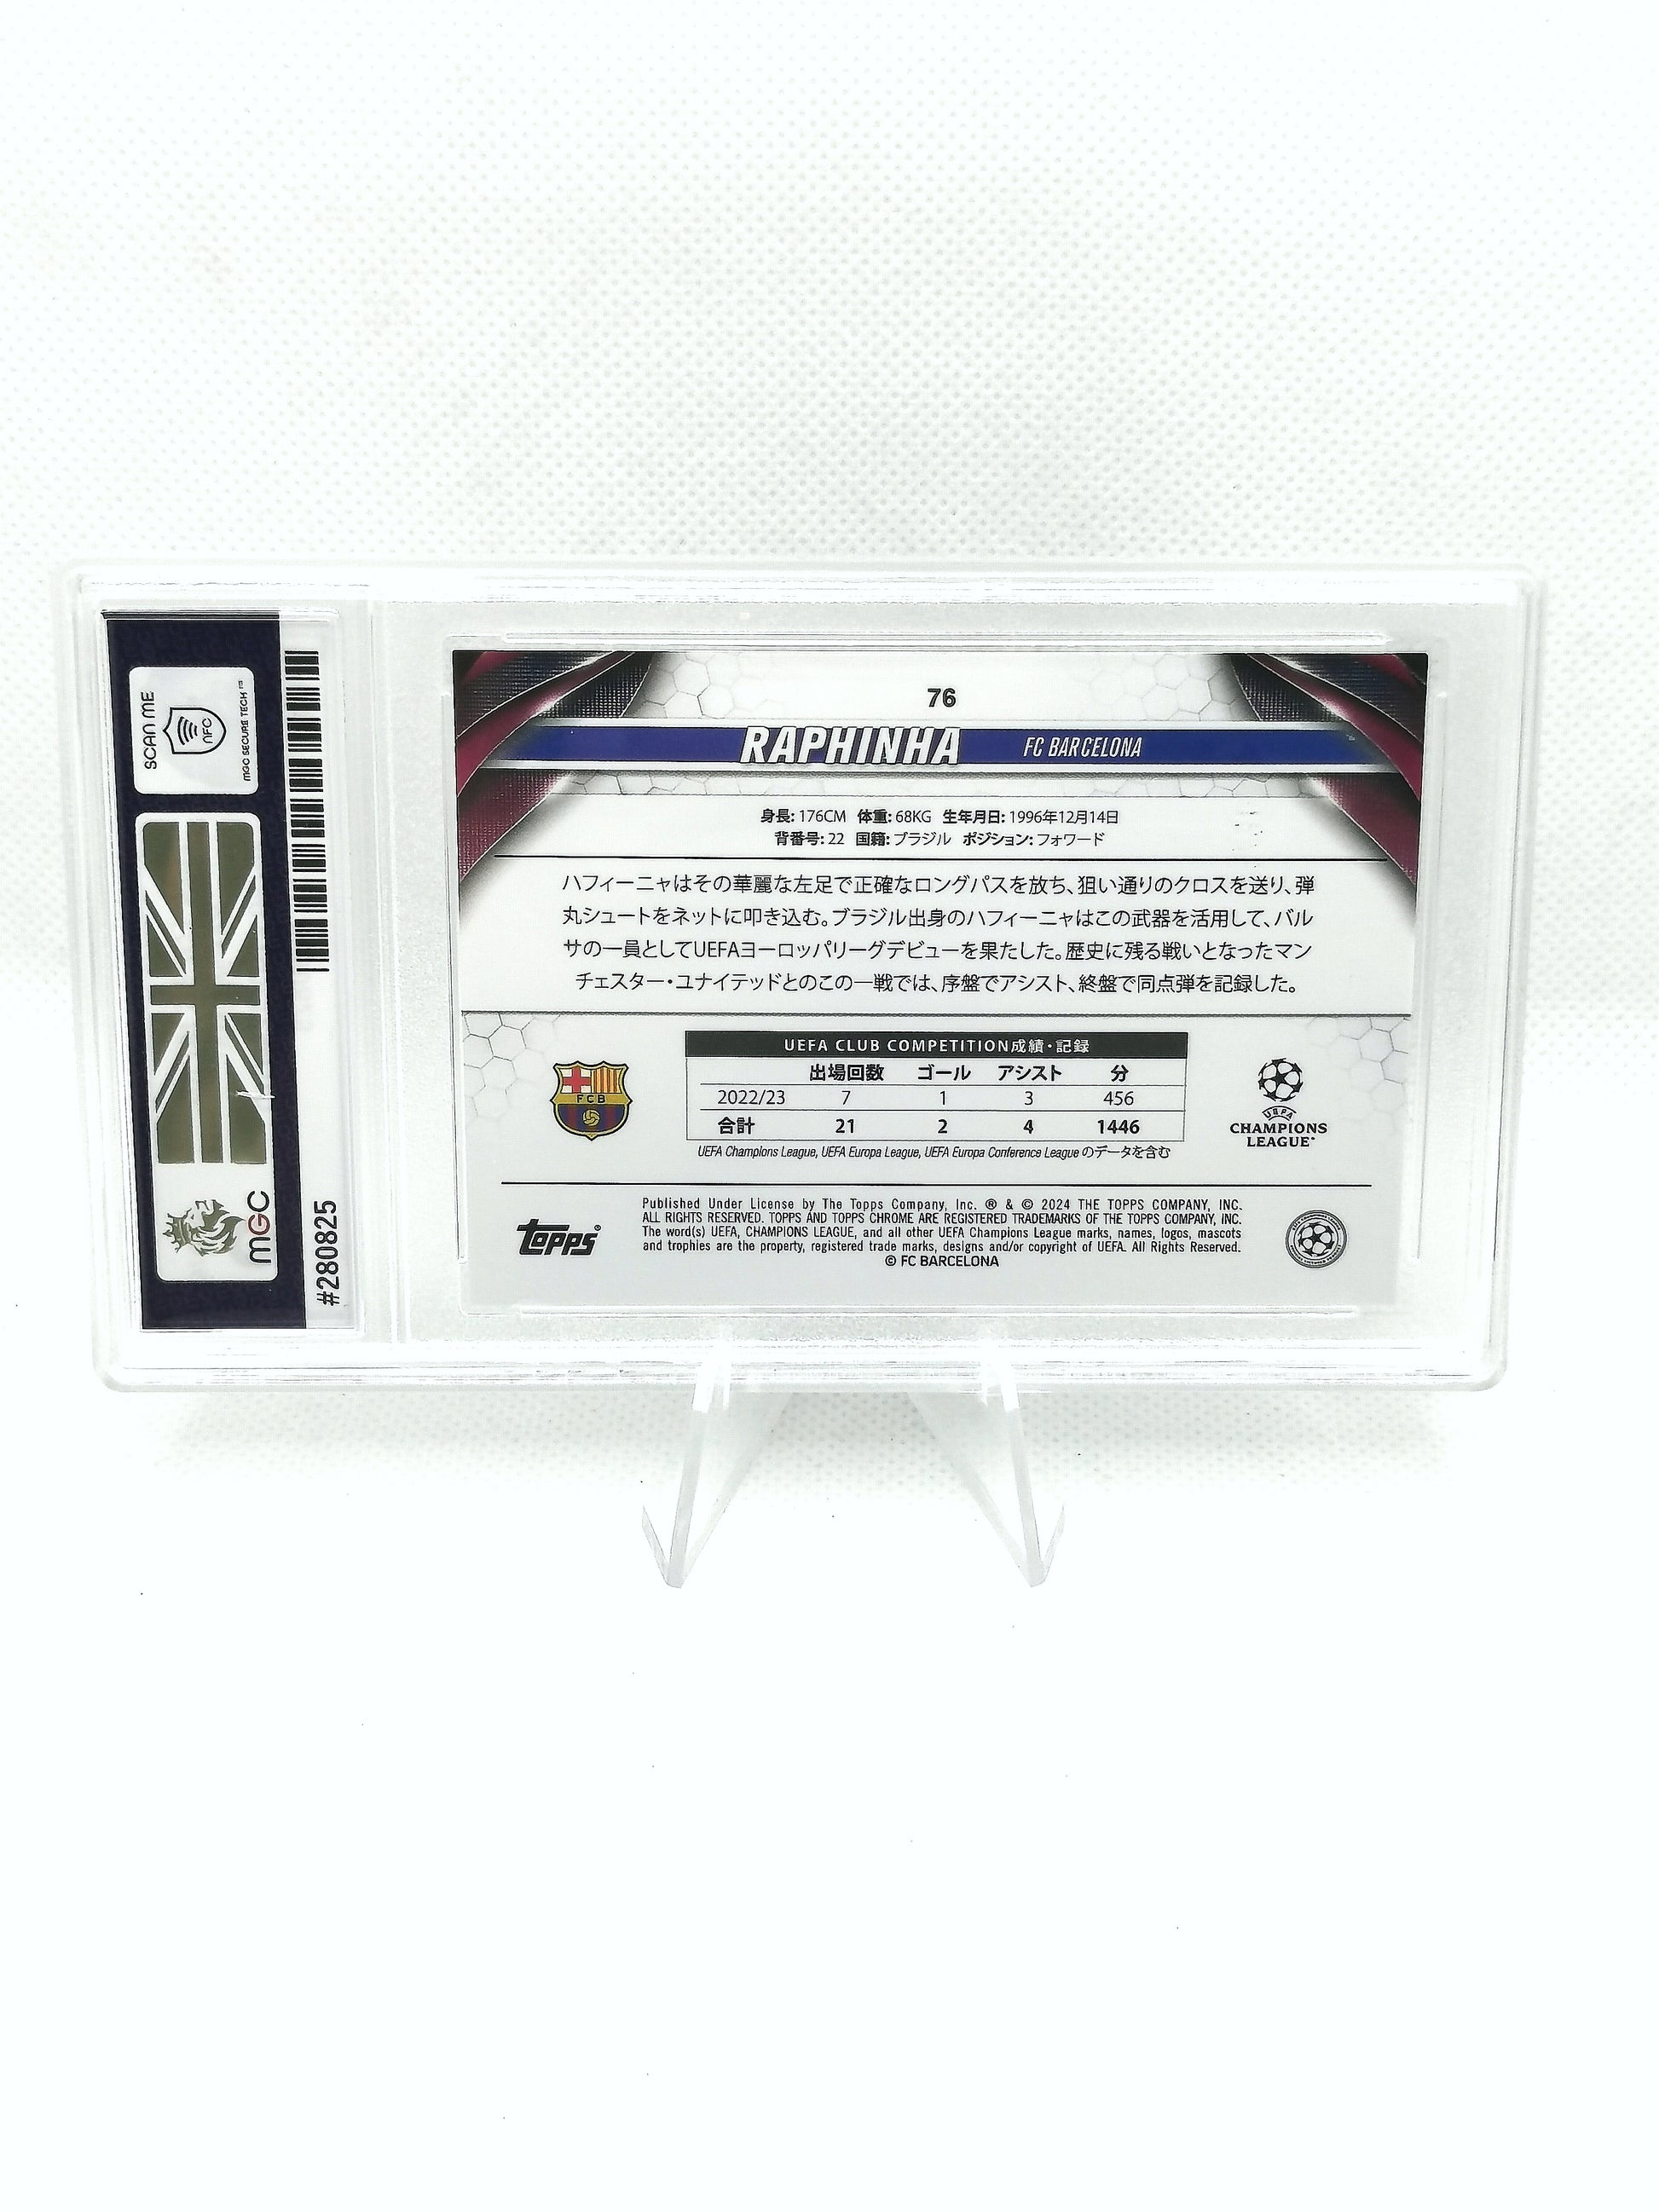 SCAN ME
NFC
MGC SECURE TECH™
mGC
#280825
76
RAPHINHA FC BARCELONA
身長: 176CM 体重: 68KG 生年月日: 1996年12月14日
背番号: 22 国籍: ブラジル ポジション: フォワード
ハフィーニャはその華麗な左足で正確なロングパスを放ち、狙い通りのクロスを送り、弾
丸シュートをネットに叩き込む。ブラジル出身のハフィーニャはこの武器を活用して、バル
サの一員としてUEFAヨーロッパリーグデビューを果たした。歴史に残る戦いとなったマン
チェスター・ユナイテッドとのこの一戦では、序盤でアシスト、終盤で同点弾を記録した。
UEFA CLUB COMPETITION成績・記録
出場回数 ゴール アシスト 分
2022/23 7 1 3 456
合計 21 2 4 1446
UEFA Champions League, UEFA Europa League, UEFA Europa Conference League のデータを含む
FCB
UEFA
CHAMPIONS
LEAGUE®
topps®
Published Under License by The Topps Company, Inc. ® & © 2024 THE TOPPS COMPANY, INC.
ALL RIGHTS RESERVED. TOPPS AND TOPPS CHROME ARE REGISTERED TRADEMARKS OF THE TOPPS COMPANY, INC.
The word(s) UEFA, CHAMPIONS LEAGUE, and all other UEFA Champions League marks, names, logos, mascots
and trophies are the property, registered trade marks, designs and/or copyright of UEFA. All Rights Reserved.
© FC BARCELONA